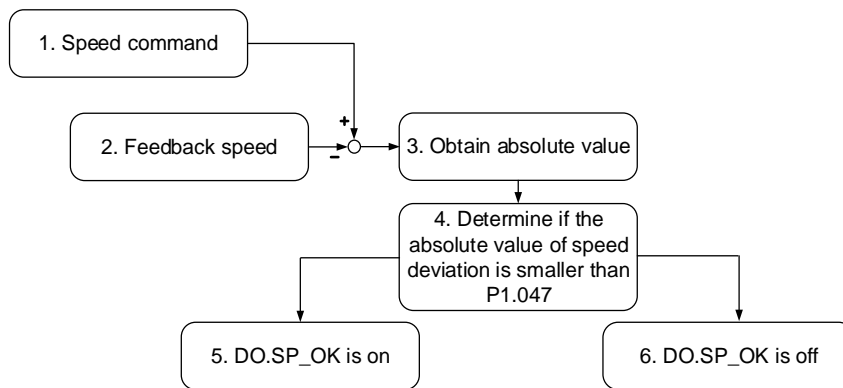 1. Speed command
+
2. Feedback speed
−
3. Obtain absolute value
4. Determine if the
absolute value of speed
deviation is smaller than
P1.047
5. DO.SP_OK is on
6. DO.SP_OK is off